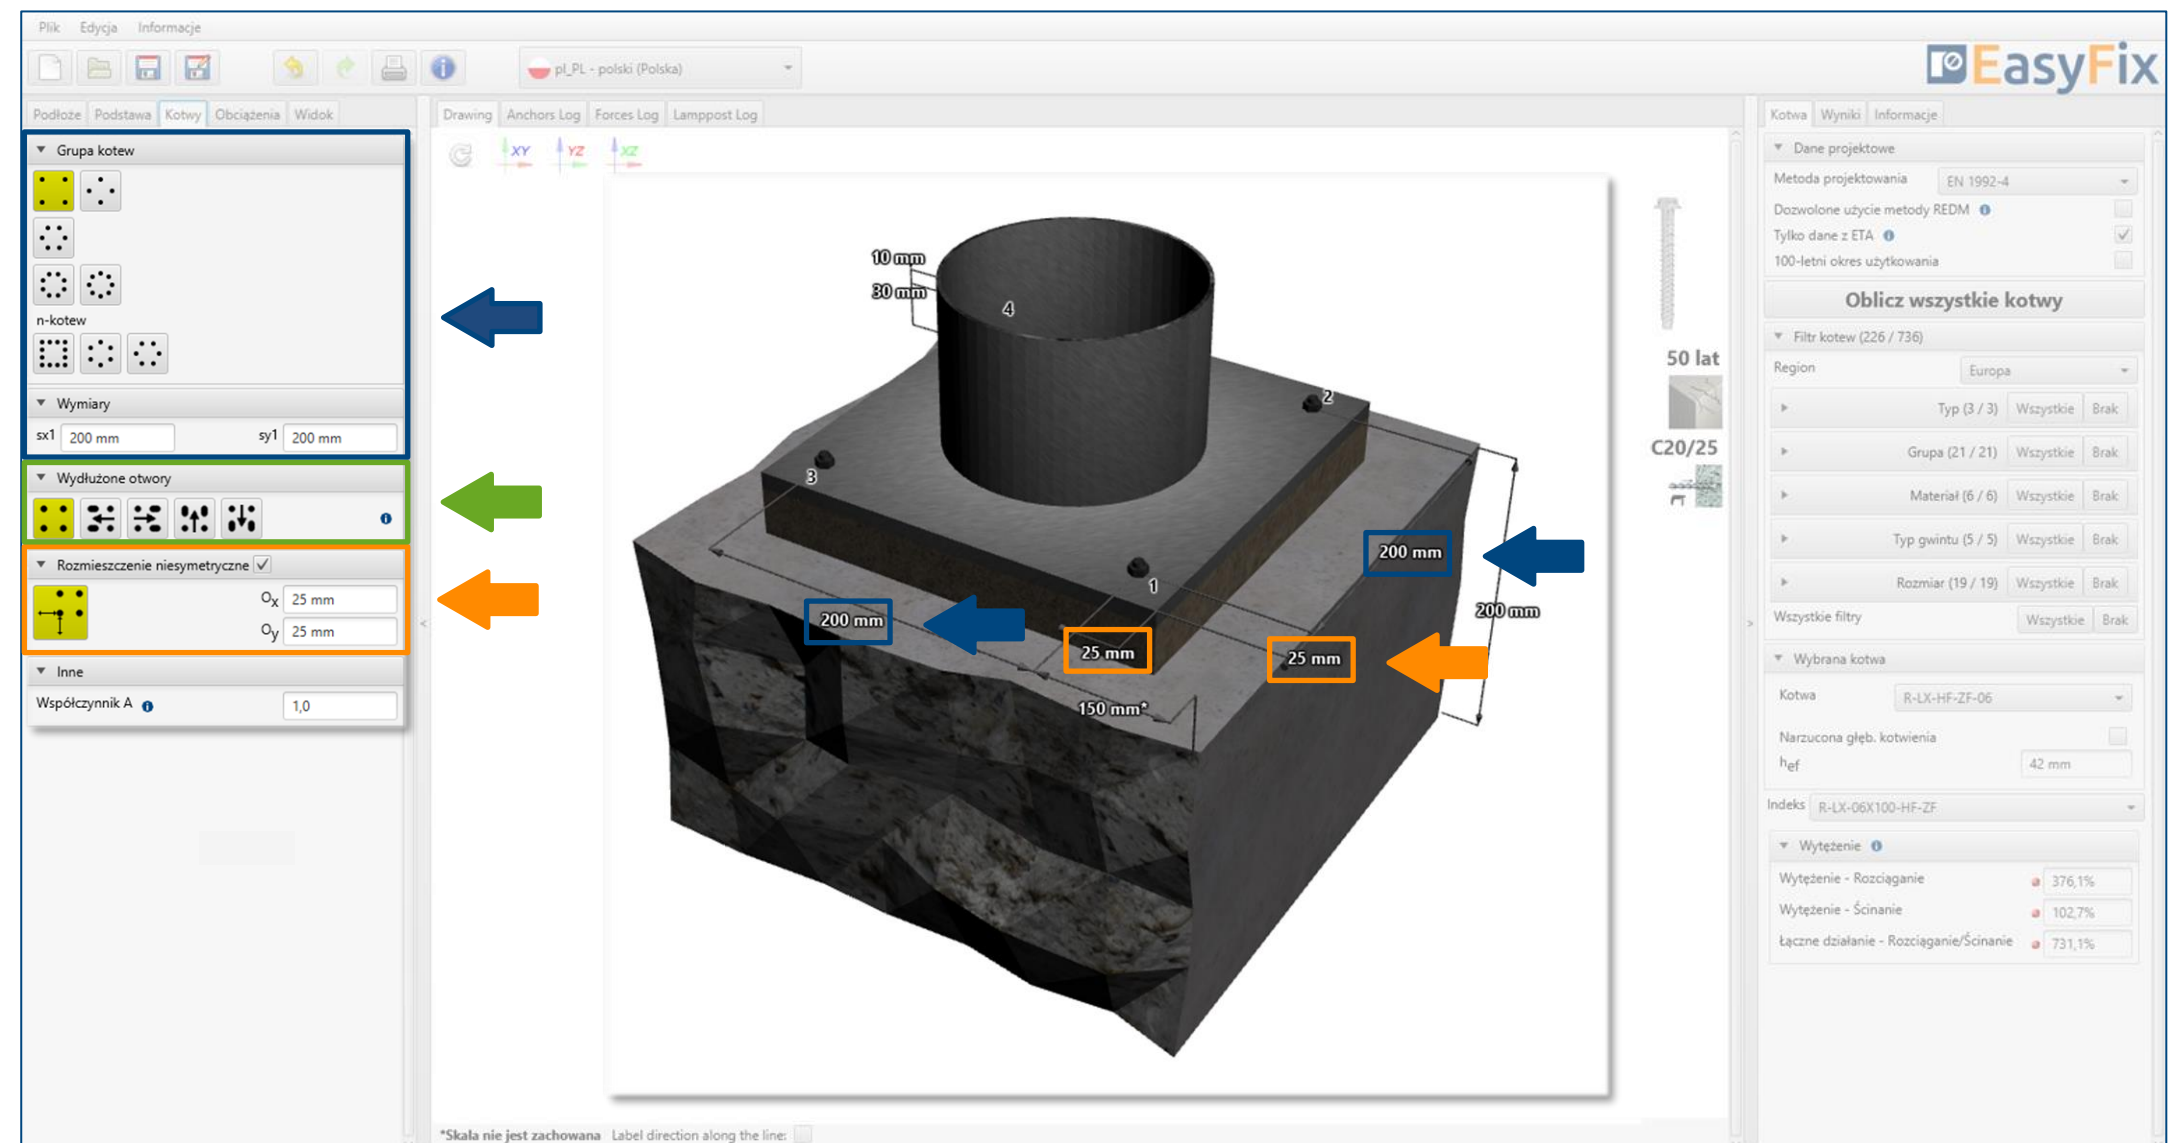 Plik Edycja Informacje
pl_PL - polski (Polska)
EasyFix
Podłoże Podstawa Kotwy Obciążenia Widok
Grupa kotew
n-kotew
Wymiary
sx1 200 mm sy1 200 mm
Wydłużone otwory
Rozmieszczenie niesymetryczne
Ox 25 mm
Oy 25 mm
Inne
Współczynnik A 1,0
Drawing Anchors Log Forces Log Lamppost Log
XY YZ XZ
10 mm
30 mm
4
2
3
1
200 mm
200 mm
200 mm
25 mm
25 mm
150 mm*
50 lat
C20/25
*Skala nie jest zachowana Label direction along the line:
Kotwa Wyniki Informacje
Dane projektowe
Metoda projektowania EN 1992-4
Dozwolone użycie metody REDM
Tylko dane z ETA
100-letni okres użytkowania
Oblicz wszystkie kotwy
Filtr kotew (226 / 736)
Region Europa
Typ (3 / 3) Wszystkie Brak
Grupa (21 / 21) Wszystkie Brak
Materiał (6 / 6) Wszystkie Brak
Typ gwintu (5 / 5) Wszystkie Brak
Rozmiar (19 / 19) Wszystkie Brak
Wszystkie filtry Wszystkie Brak
Wybrana kotwa
Kotwa R-LX-HF-ZF-06
Narzucona głęb. kotwienia
hef 42 mm
Indeks R-LX-06X100-HF-ZF
Wytężenie
Wytężenie - Rozciąganie 376,1%
Wytężenie - Ścinanie 102,7%
Łączne działanie - Rozciąganie/Ścinanie 731,1%